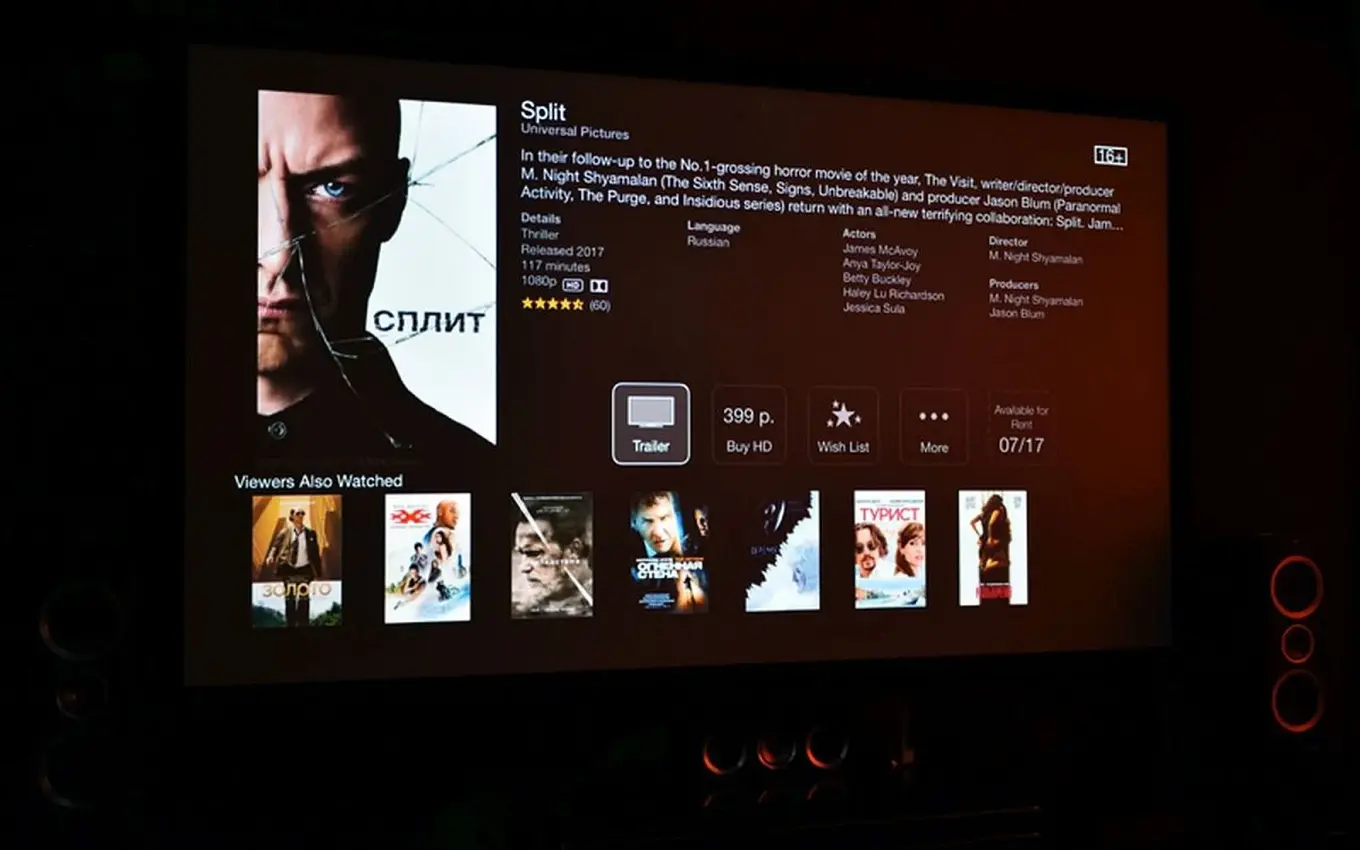 Split
Universal Pictures
16+
In their follow-up to the No.1-grossing horror movie of the year, The Visit, writer/director/producer
M. Night Shyamalan (The Sixth Sense, Signs, Unbreakable) and producer Jason Blum (Paranormal
Activity, The Purge, and Insidious series) return with an all-new terrifying collaboration: Split. Jam...
Details
Thriller
Released 2017
117 minutes
1080p HD
(60)
Language
Russian
Actors
James McAvoy
Anya Taylor-Joy
Betty Buckley
Haley Lu Richardson
Jessica Sula
Director
M. Night Shyamalan
Producers
M. Night Shyamalan
Jason Blum
СПЛИТ
Trailer
399 р.
Buy HD
Wish List
More
Available for
Rent
07/17
Viewers Also Watched
ЗОЛОТО
xXx
ОГНЕННАЯ
СТЕНА
ТУРИСТ